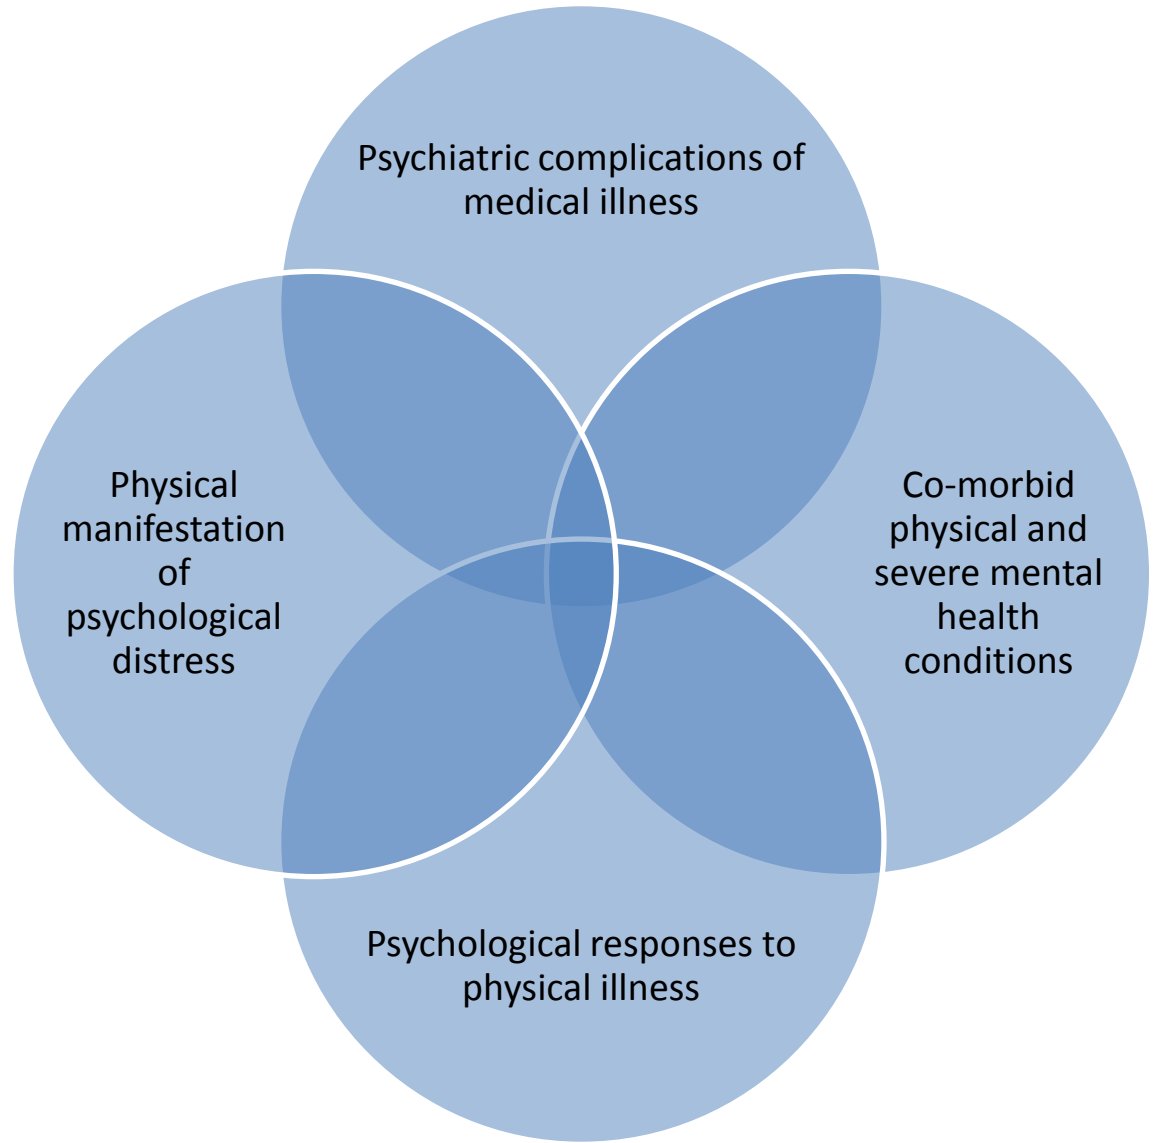 Psychiatric complications of
medical illness
Physical
manifestation
of
psychological
distress
Co-morbid
physical and
severe mental
health
conditions
Psychological responses to
physical illness